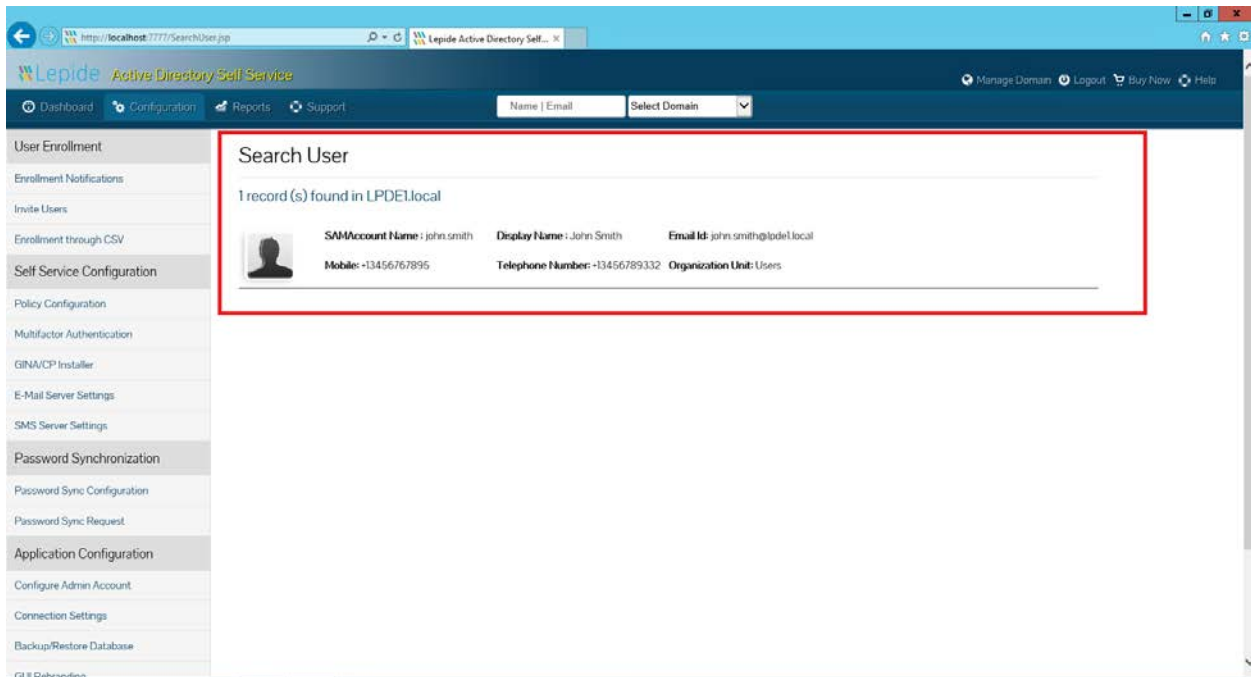 http://localhost:7777/SearchUser.jsp
Lepide Active Directory Self...
Lepide Active Directory Self Service
Manage Domain Logout Buy Now Help
Dashboard Configuration Reports Support Name | Email Select Domain
User Enrollment
Enrollment Notifications
Invite Users
Enrollment through CSV
Self Service Configuration
Policy Configuration
Multifactor Authentication
GINA/CP Installer
E-Mail Server Settings
SMS Server Settings
Password Synchronization
Password Sync Configuration
Password Sync Request
Application Configuration
Configure Admin Account
Connection Settings
Backup/Restore Database
GUI Rebranding
Search User
1 record (s) found in LPDE1.local
SAMAccount Name : john.smith Display Name : John Smith Email Id: john.smith@lpde1.local
Mobile: +13456767895 Telephone Number: +13456789332 Organization Unit: Users